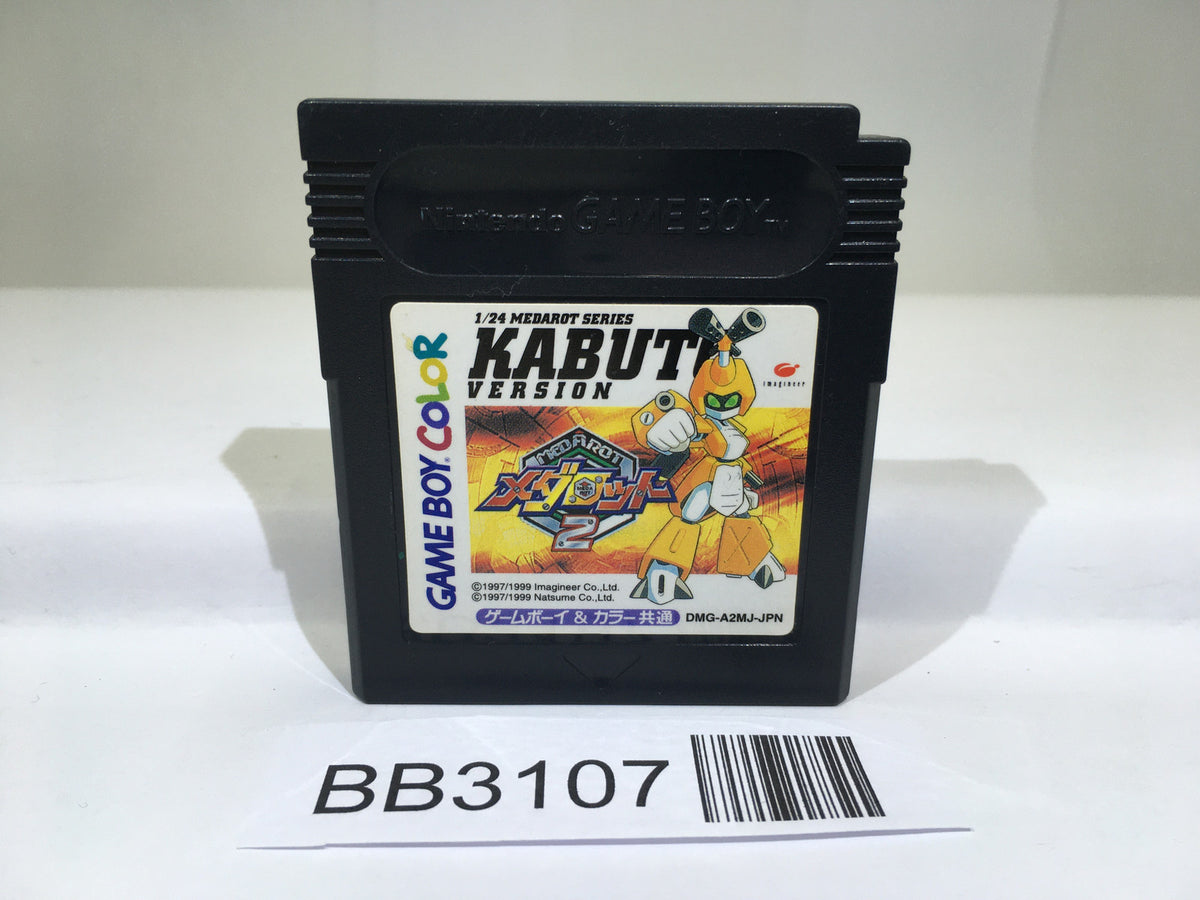 Nintendo GAME BOY™
1/24 MEDAROT SERIES
KABUTO
VERSION
imagineer
GAME BOY COLOR
MEDAROT
メダロット
2
©1997/1999 Imagineer Co.,Ltd.
©1997/1999 Natsume Co.,Ltd.
ゲームボーイ & カラー共通
DMG-A2MJ-JPN
BB3107